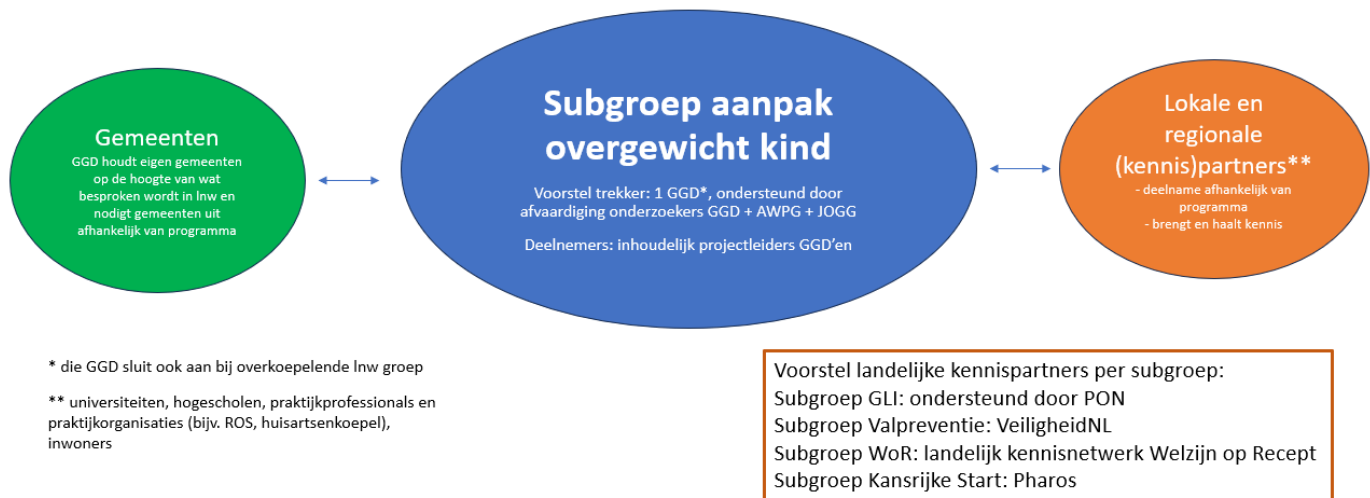 Gemeenten
GGD houdt eigen gemeenten
op de hoogte van wat
besproken wordt in lnw en
nodigt gemeenten uit
afhankelijk van programma
Subgroep aanpak
overgewicht kind
Voorstel trekker: 1 GGD*, ondersteund door
afvaardiging onderzoekers GGD + AWPG + JOGG
Deelnemers: inhoudelijk projectleiders GGD'en
Lokale en
regionale
(kennis)partners**
- deelname afhankelijk van
programma
- brengt en haalt kennis
* die GGD sluit ook aan bij overkoepelende lnw groep
** universiteiten, hogescholen, praktijkprofessionals en
praktijkorganisaties (bijv. ROS, huisartsenkoepel),
inwoners
Voorstel landelijke kennispartners per subgroep:
Subgroep GLI: ondersteund door PON
Subgroep Valpreventie: VeiligheidNL
Subgroep WoR: landelijk kennisnetwerk Welzijn op Recept
Subgroep Kansrijke Start: Pharos